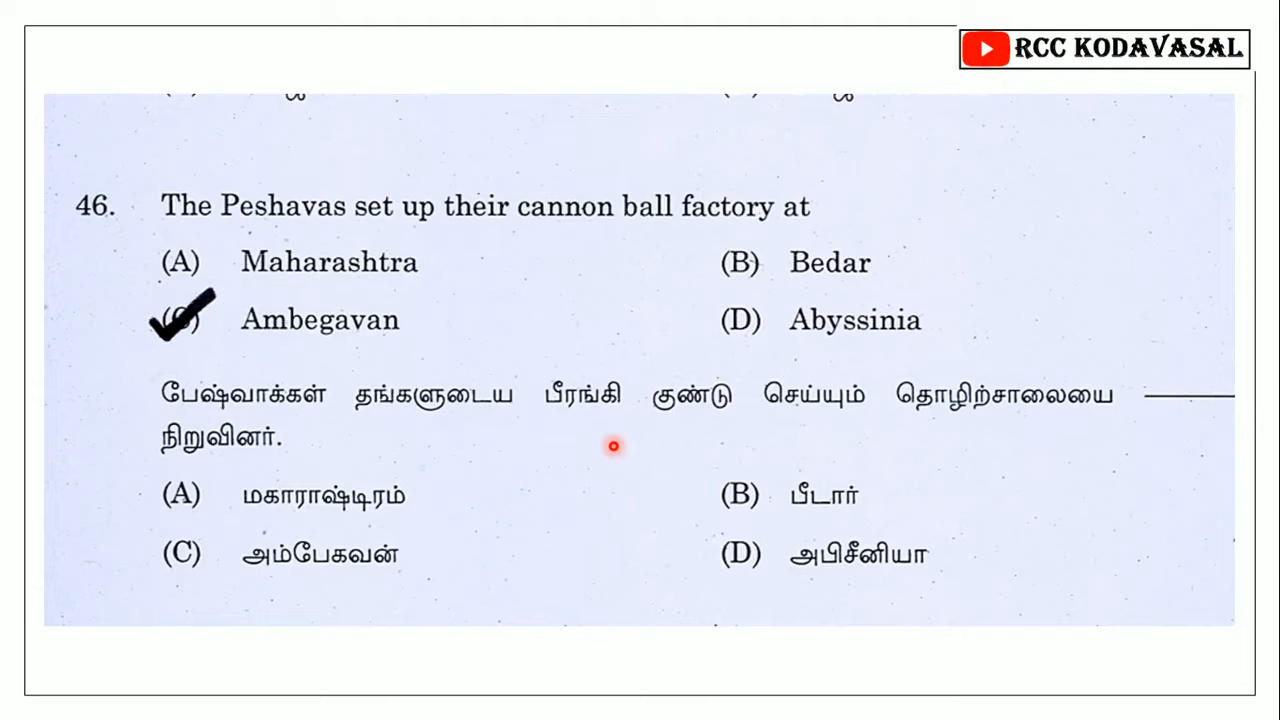 RCC KODAVASAL
46. The Peshavas set up their cannon ball factory at
(A) Maharashtra (B) Bedar
(C) Ambegavan (D) Abyssinia
பேஷ்வாக்கள் தங்களுடைய பீரங்கி குண்டு செய்யும் தொழிற்சாலையை ————
நிறுவினர்.
(A) மகாராஷ்டிரம் (B) பீடார்
(C) அம்பேகவன் (D) அபிசீனியா